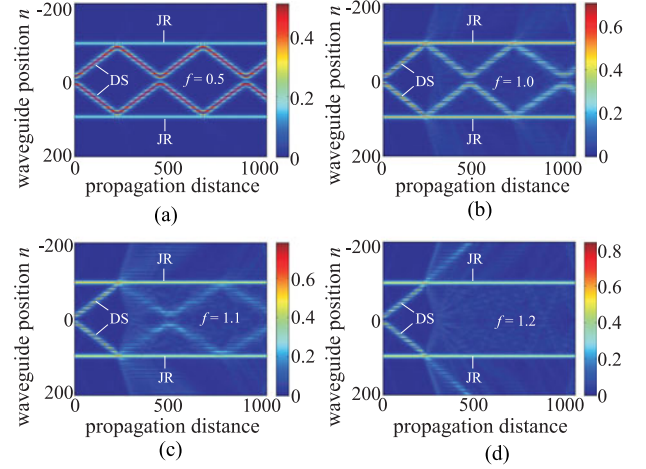 -200
0
200
waveguide position n
JR
DS
f = 0.5
JR
0
500
1000
propagation distance
0.4
0.2
0
(a)
-200
0
200
waveguide position n
JR
DS
f = 1.0
JR
0
500
1000
propagation distance
0.6
0.4
0.2
0
(b)
-200
0
200
waveguide position n
JR
DS
f = 1.1
JR
0
500
1000
propagation distance
0.6
0.4
0.2
0
(c)
-200
0
200
waveguide position n
JR
DS
f = 1.2
JR
0
500
1000
propagation distance
0.8
0.6
0.4
0.2
0
(d)